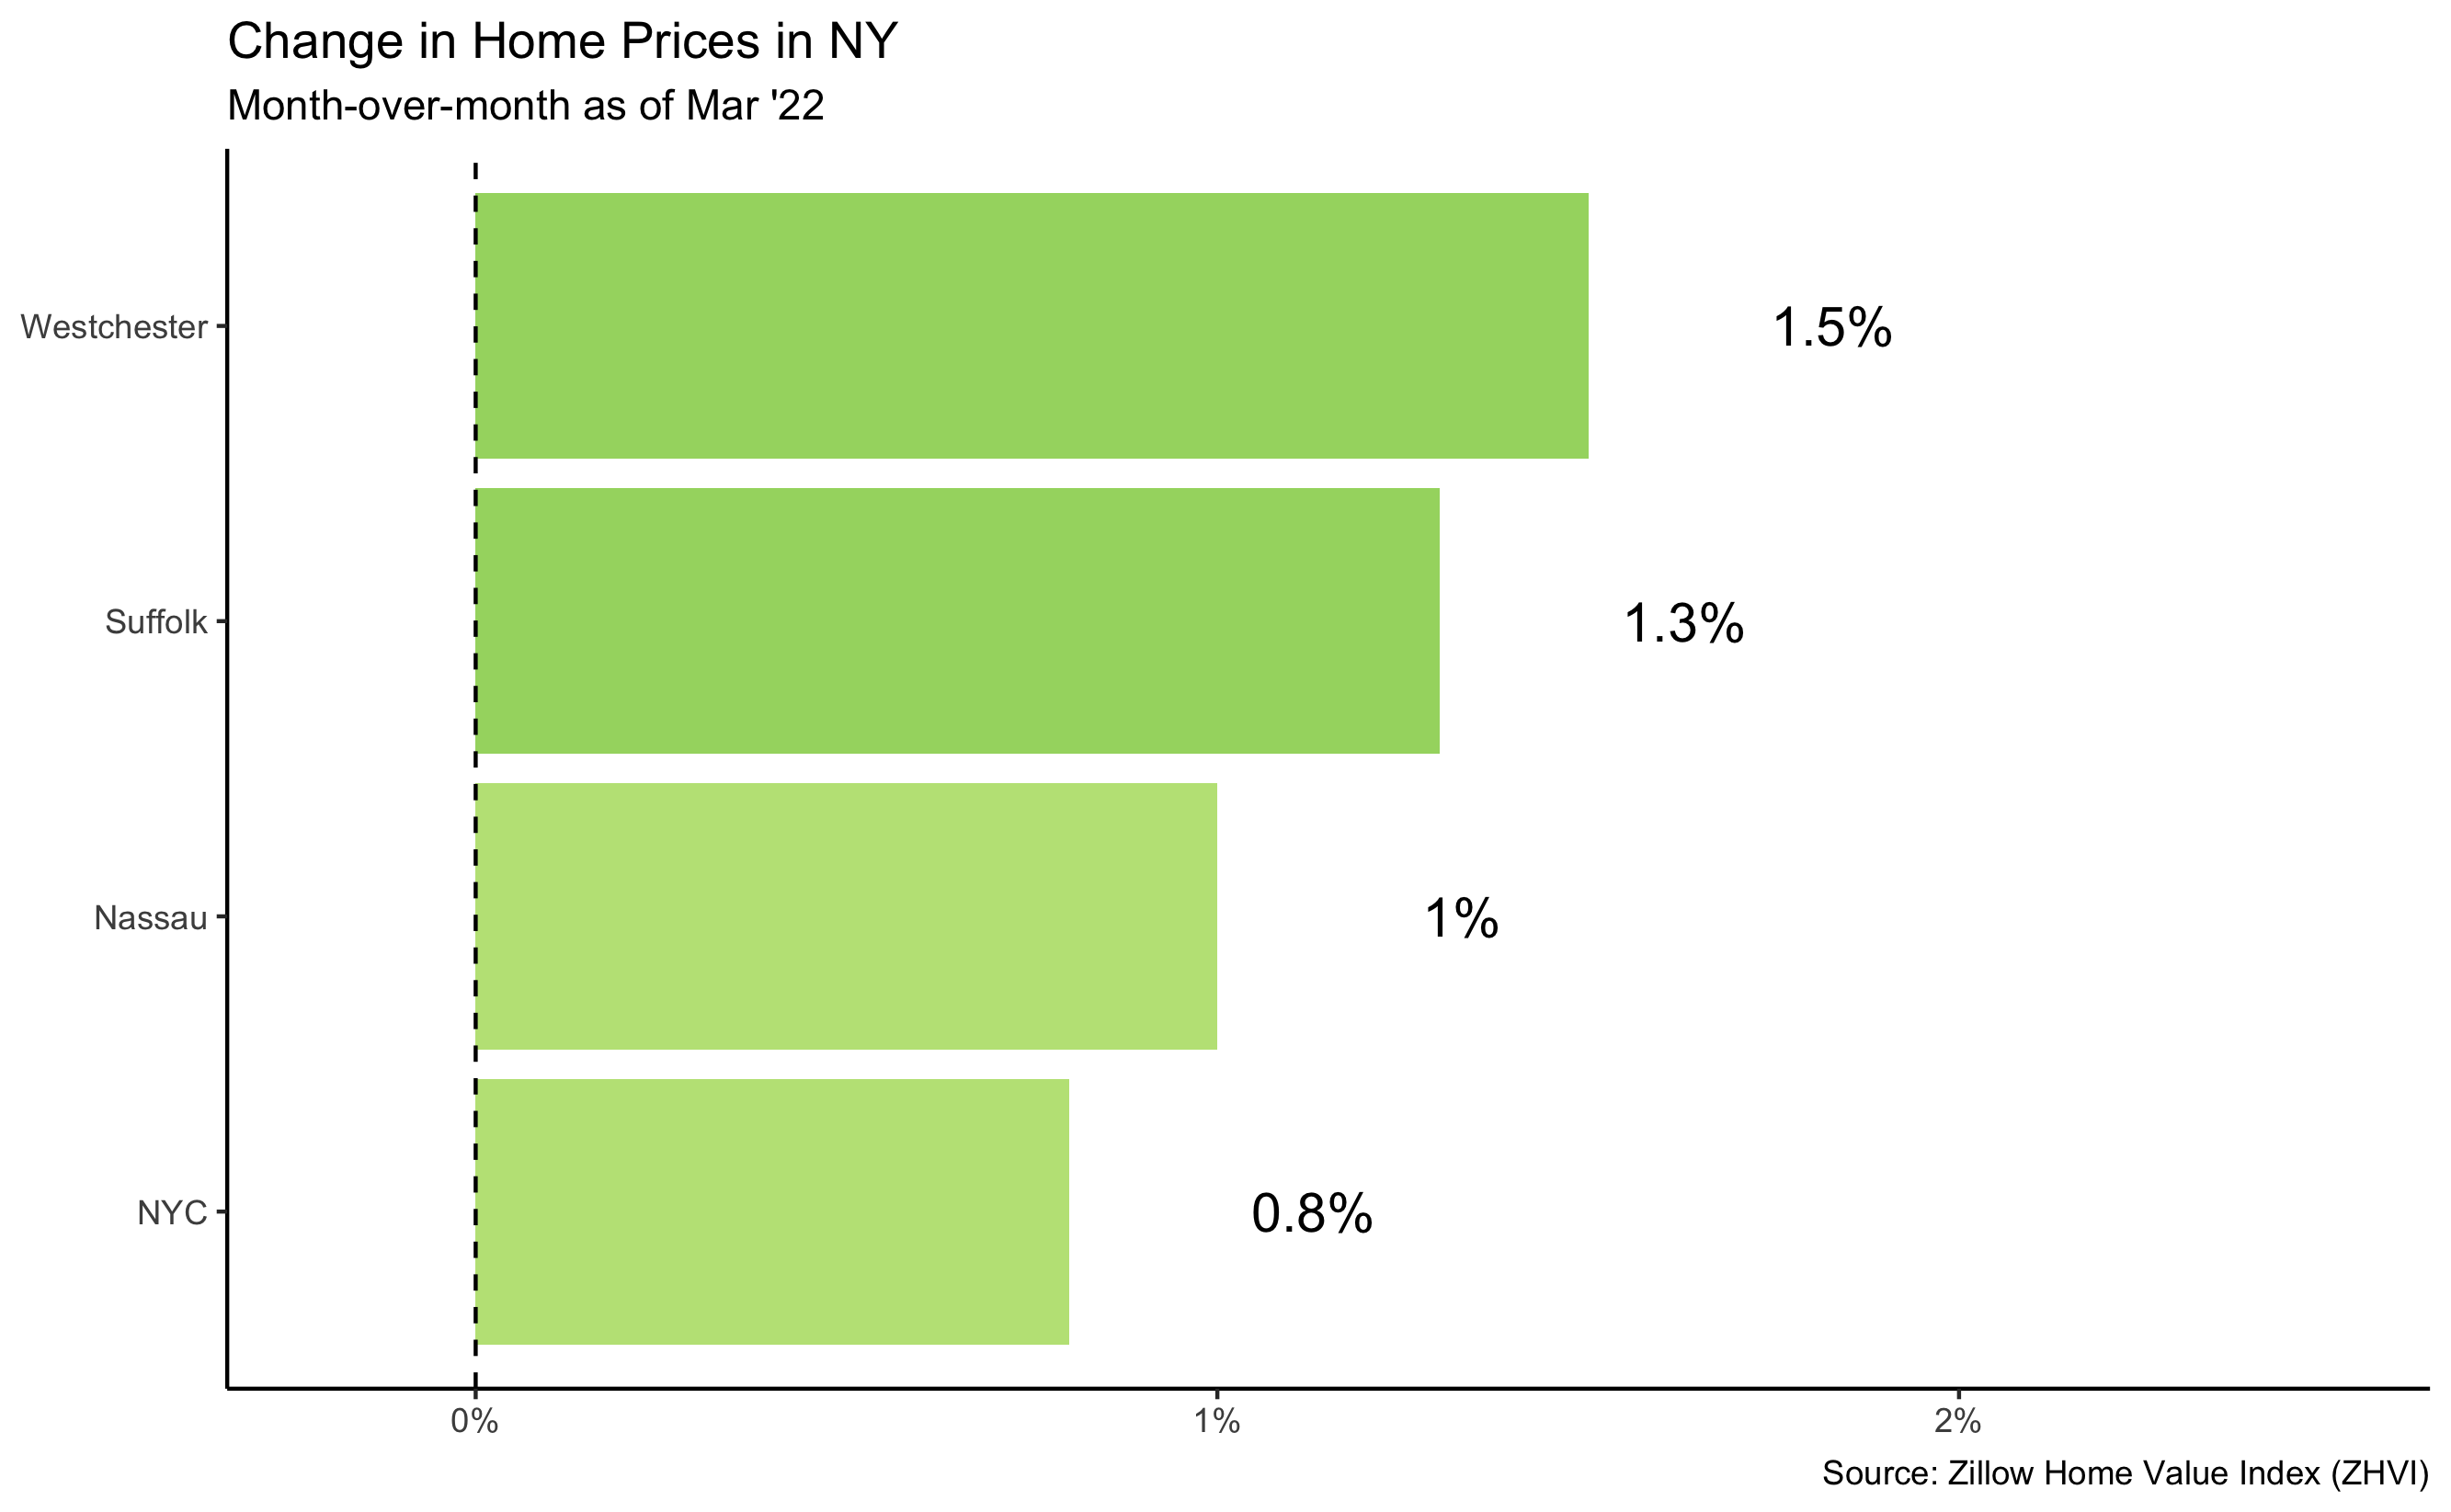 Change in Home Prices in NY
Month-over-month as of Mar '22
Westchester
1.5%
Suffolk
1.3%
Nassau
1%
NYC
0.8%
0%
1%
2%
Source: Zillow Home Value Index (ZHVI)